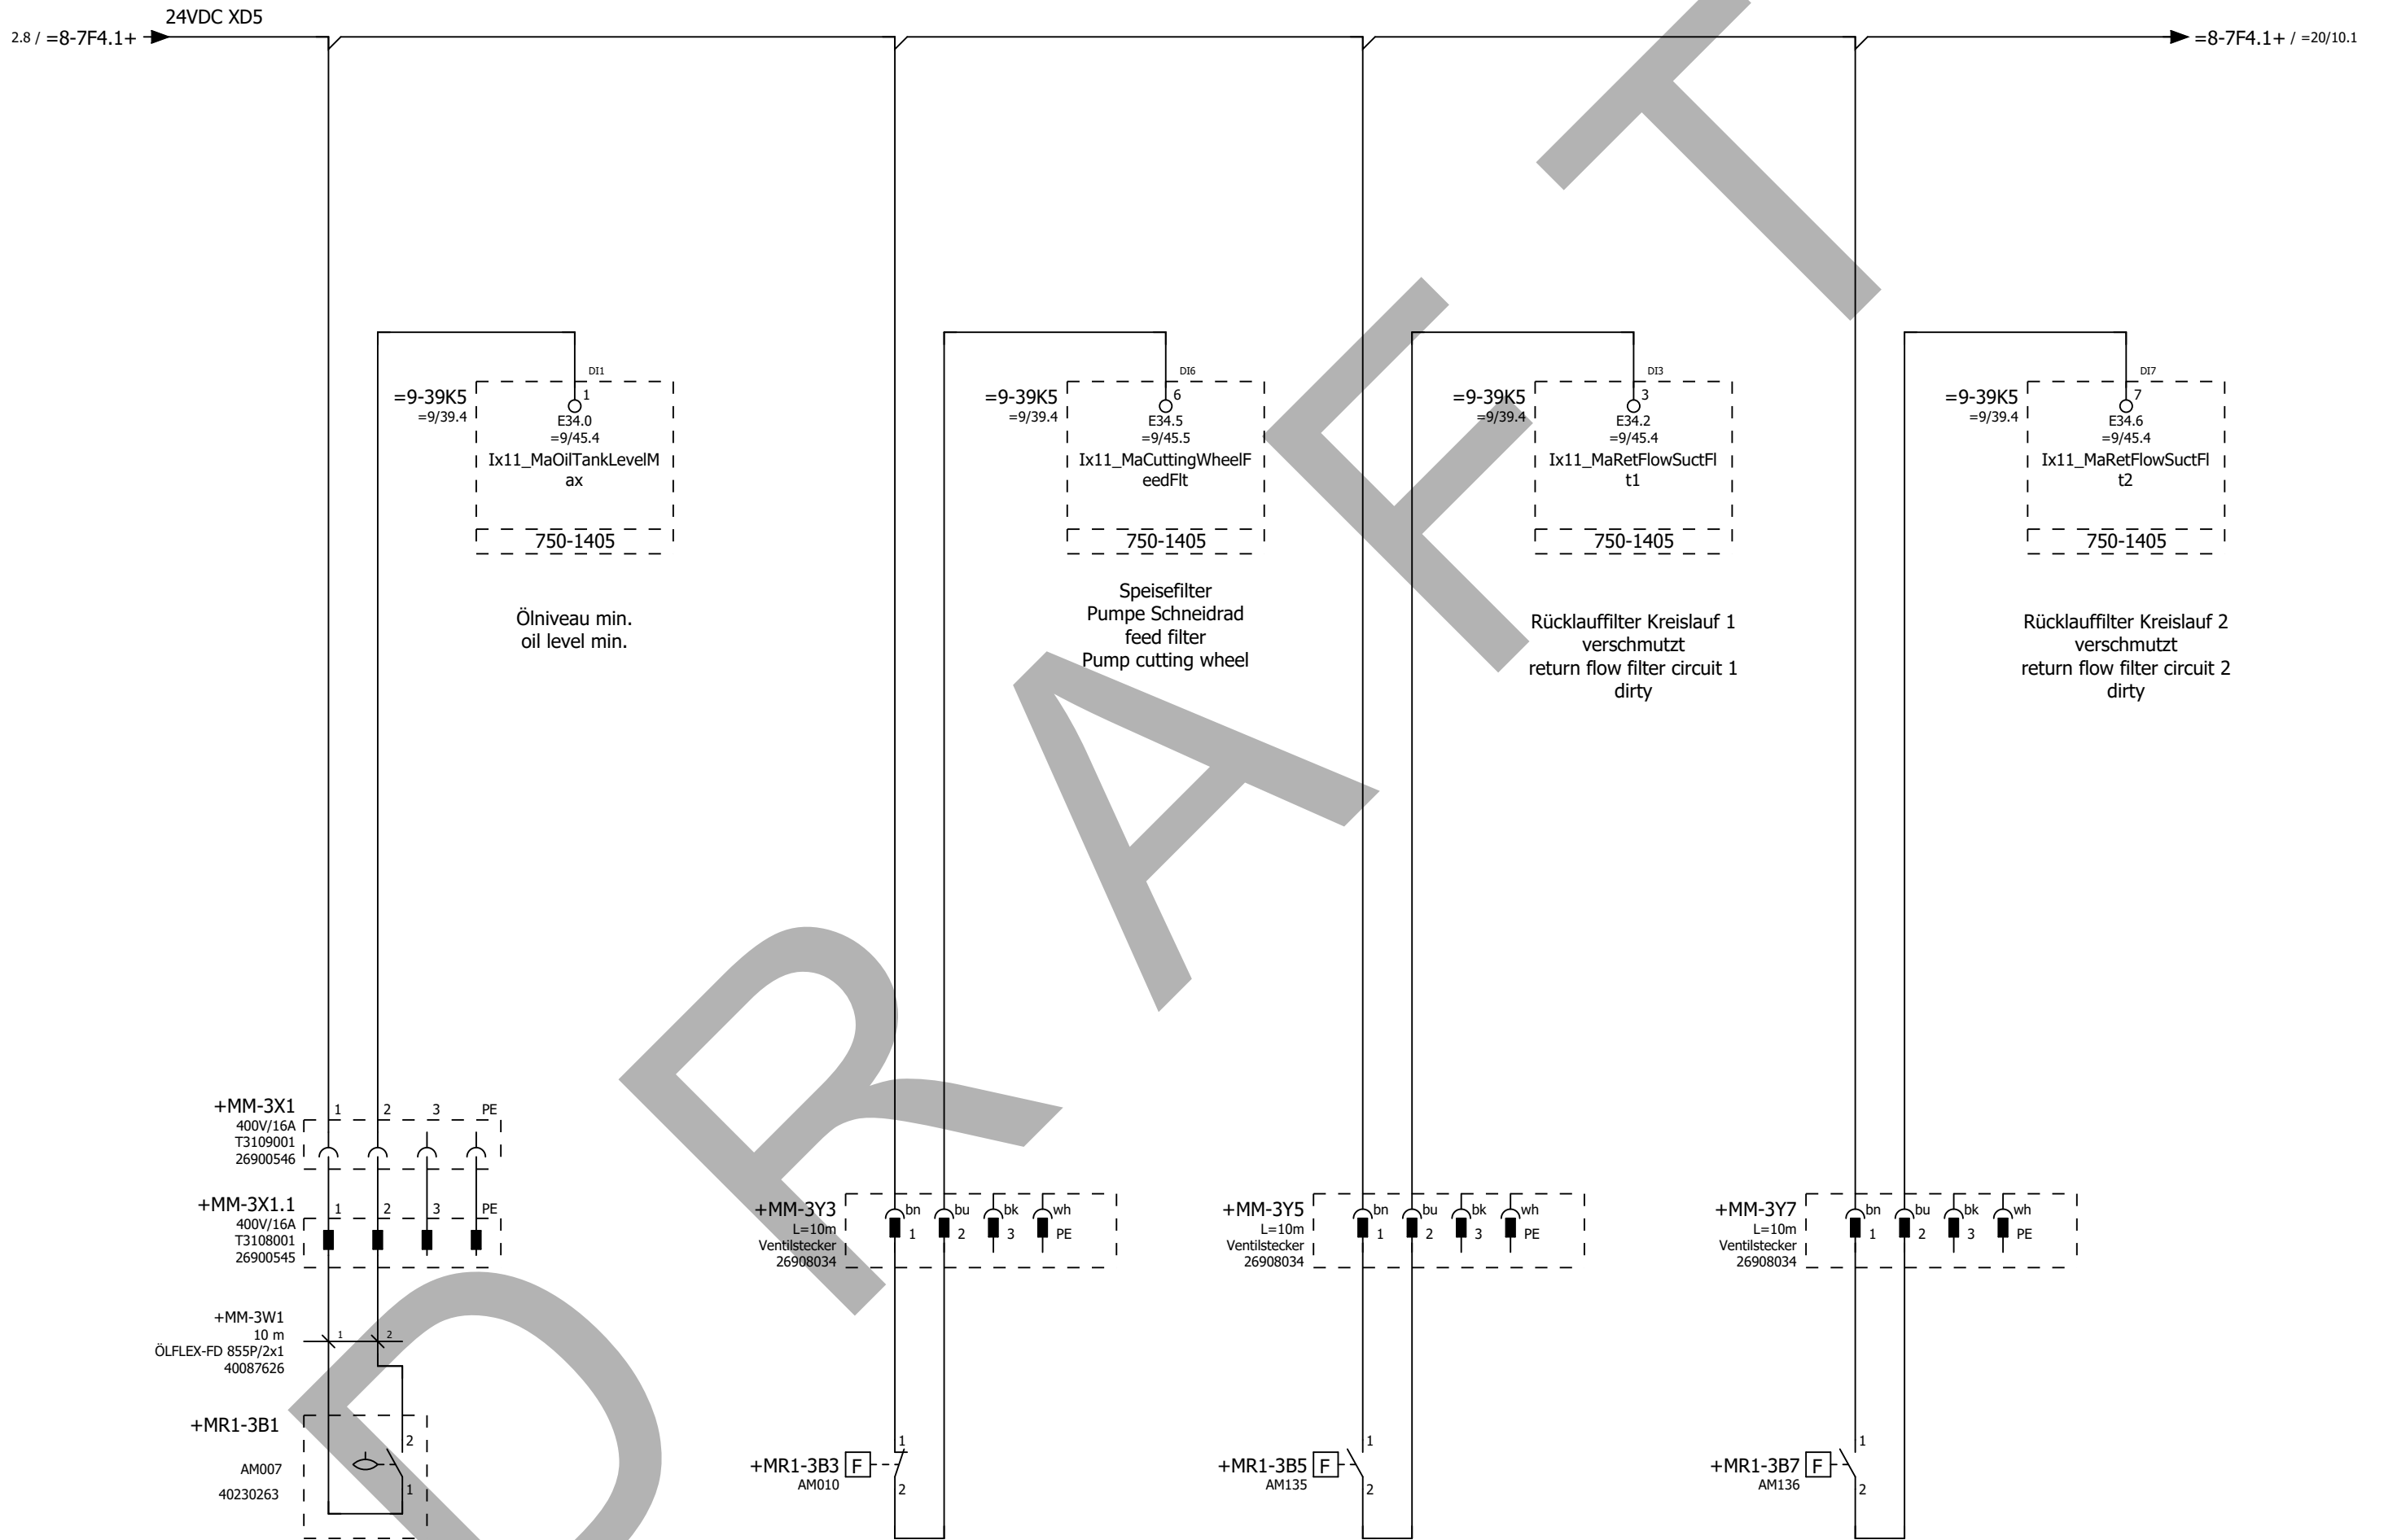 24VDC XD5
2.8 / =8-7F4.1+
=8-7F4.1+ / =20/10.1
=9-39K5
=9/39.4
DI1
1
E34.0
=9/45.4
Ix11_MaOilTankLevelM
ax
750-1405
Ölniveau min.
oil level min.
=9-39K5
=9/39.4
DI6
6
E34.5
=9/45.5
Ix11_MaCuttingWheelF
eedFlt
750-1405
Speisefilter
Pumpe Schneidrad
feed filter
Pump cutting wheel
=9-39K5
=9/39.4
DI3
3
E34.2
=9/45.4
Ix11_MaRetFlowSuctFl
t1
750-1405
Rücklauffilter Kreislauf 1
verschmutzt
return flow filter circuit 1
dirty
=9-39K5
=9/39.4
DI7
7
E34.6
=9/45.4
Ix11_MaRetFlowSuctFl
t2
750-1405
Rücklauffilter Kreislauf 2
verschmutzt
return flow filter circuit 2
dirty
+MM-3X1
400V/16A
T3109001
26900546
1 2 3 PE
+MM-3X1.1
400V/16A
T3108001
26900545
1 2 3 PE
+MM-3W1
10 m
ÖLFLEX-FD 855P/2x1
40087626
1 2
+MR1-3B1
AM007
40230263
2
1
+MM-3Y3
L=10m
Ventilstecker
26908034
bn bu bk wh
1 2 3 PE
+MR1-3B3 F
AM010
1
2
+MM-3Y5
L=10m
Ventilstecker
26908034
bn bu bk wh
1 2 3 PE
+MR1-3B5 F
AM135
1
2
+MM-3Y7
L=10m
Ventilstecker
26908034
bn bu bk wh
1 2 3 PE
+MR1-3B7 F
AM136
1
2
DRAFT